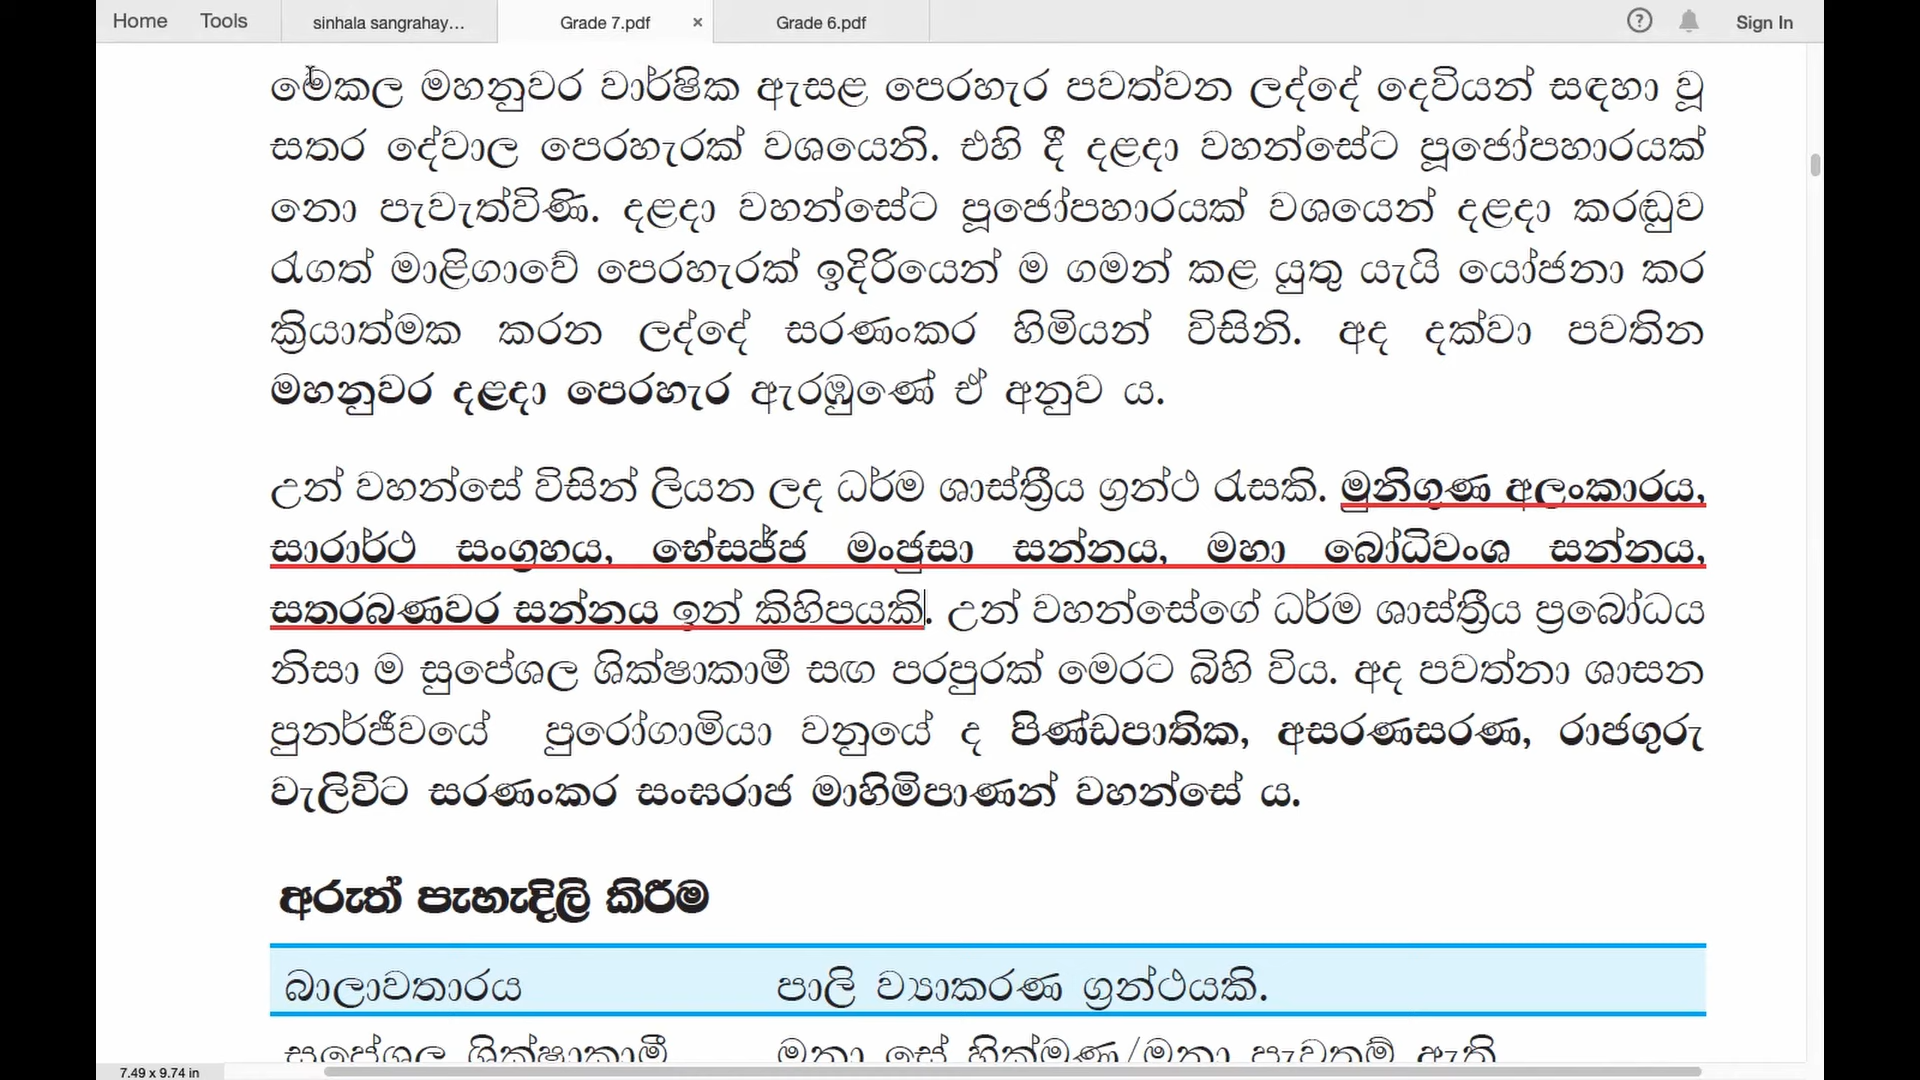 Home Tools sinhala sangrahay... Grade 7.pdf × Grade 6.pdf ? Sign In
මේකල මහනුවර වාර්ෂික ඇසළ පෙරහැර පවත්වන ලද්දේ දෙවියන් සඳහා වූ
සතර දේවාල පෙරහැරක් වශයෙනි. එහි දී දළදා වහන්සේට පූජෝපහාරයක්
නො පැවැත්විණි. දළදා වහන්සේට පූජෝපහාරයක් වශයෙන් දළදා කරඬුව
රැගත් මාළිගාවේ පෙරහැරක් ඉදිරියෙන් ම ගමන් කළ යුතු යැයි යෝජනා කර
ක්‍රියාත්මක කරන ලද්දේ සරණංකර හිමියන් විසිනි. අද දක්වා පවතින
මහනුවර දළදා පෙරහැර ඇරඹුණේ ඒ අනුව ය.
උන් වහන්සේ විසින් ලියන ලද ධර්ම ශාස්ත්‍රීය ග්‍රන්ථ රැසකි. මුනිගුණ අලංකාරය,
සාරාර්ථ සංග්‍රහය, භේසජ්ජ මංජුසා සන්නය, මහා බෝධිවංශ සන්නය,
සතරබණවර සන්නය ඉන් කිහිපයකි. උන් වහන්සේගේ ධර්ම ශාස්ත්‍රීය ප්‍රබෝධය
නිසා ම සුපේශල ශික්ෂාකාමී සඟ පරපුරක් මෙරට බිහි විය. අද පවත්නා ශාසන
පුනර්ජීවයේ පුරෝගාමියා වනුයේ ද පිණ්ඩපාතික, අසරණසරණ, රාජගුරු
වැලිවිට සරණංකර සංඝරාජ මාහිමිපාණන් වහන්සේ ය.
අරුත් පැහැදිලි කිරීම
බාලාවතාරය පාලි ව්‍යාකරණ ග්‍රන්ථයකි.
සුපේශල ශික්ෂාකාමී මනා සේ හික්මුණු/මනා පැවතුම් ඇති
7.49 x 9.74 in